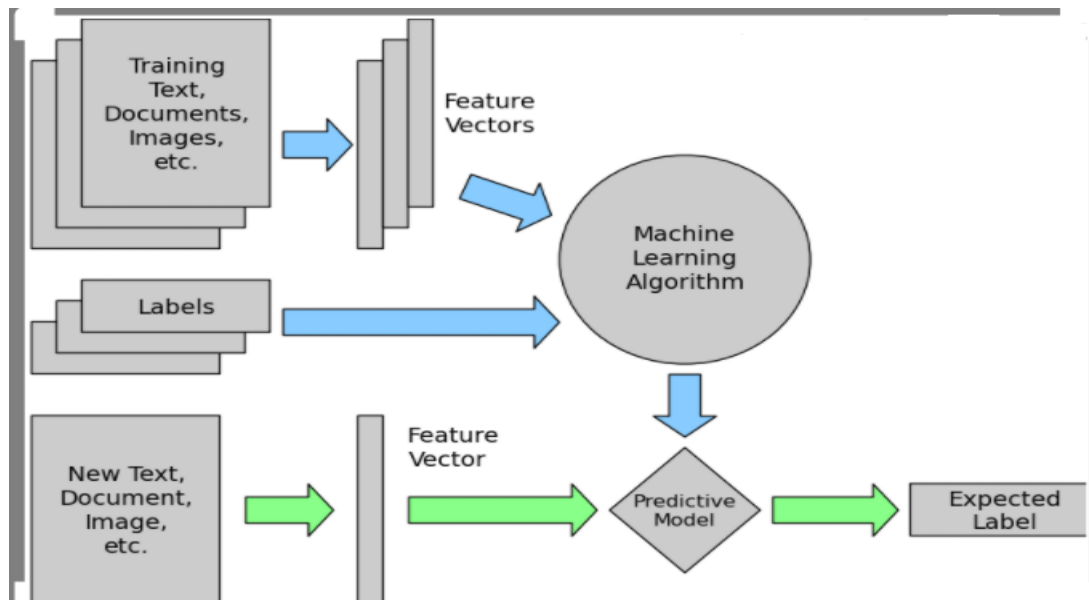 Training
Text,
Documents,
Images,
etc.
Feature
Vectors
Machine
Learning
Algorithm
Labels
New Text,
Document,
Image,
etc.
Feature
Vector
Predictive
Model
Expected
Label